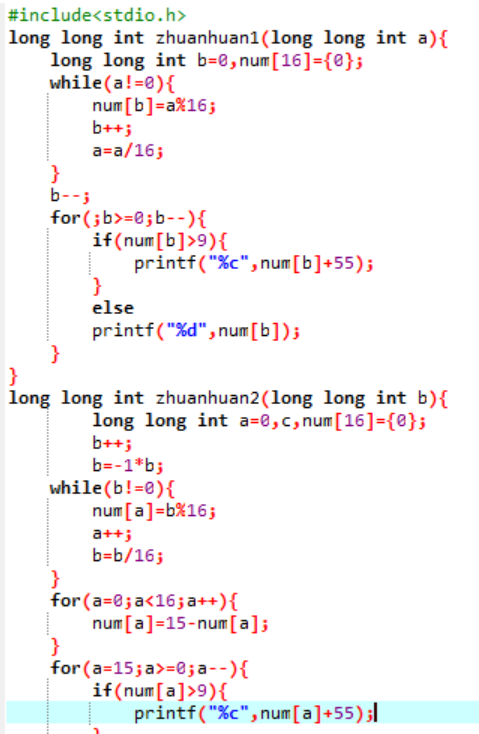 #include<stdio.h>
long long int zhuanhuan1(long long int a){
    long long int b=0,num[16]={0};
    while(a!=0){
        num[b]=a%16;
        b++;
        a=a/16;
    }
    b--;
    for(;b>=0;b--){
        if(num[b]>9){
            printf("%c",num[b]+55);
        }
        else
        printf("%d",num[b]);
    }
}
long long int zhuanhuan2(long long int b){
        long long int a=0,c,num[16]={0};
        b++;
        b=-1*b;
    while(b!=0){
        num[a]=b%16;
        a++;
        b=b/16;
    }
    for(a=0;a<16;a++){
        num[a]=15-num[a];
    }
    for(a=15;a>=0;a--){
        if(num[a]>9){
            printf("%c",num[a]+55);
        }